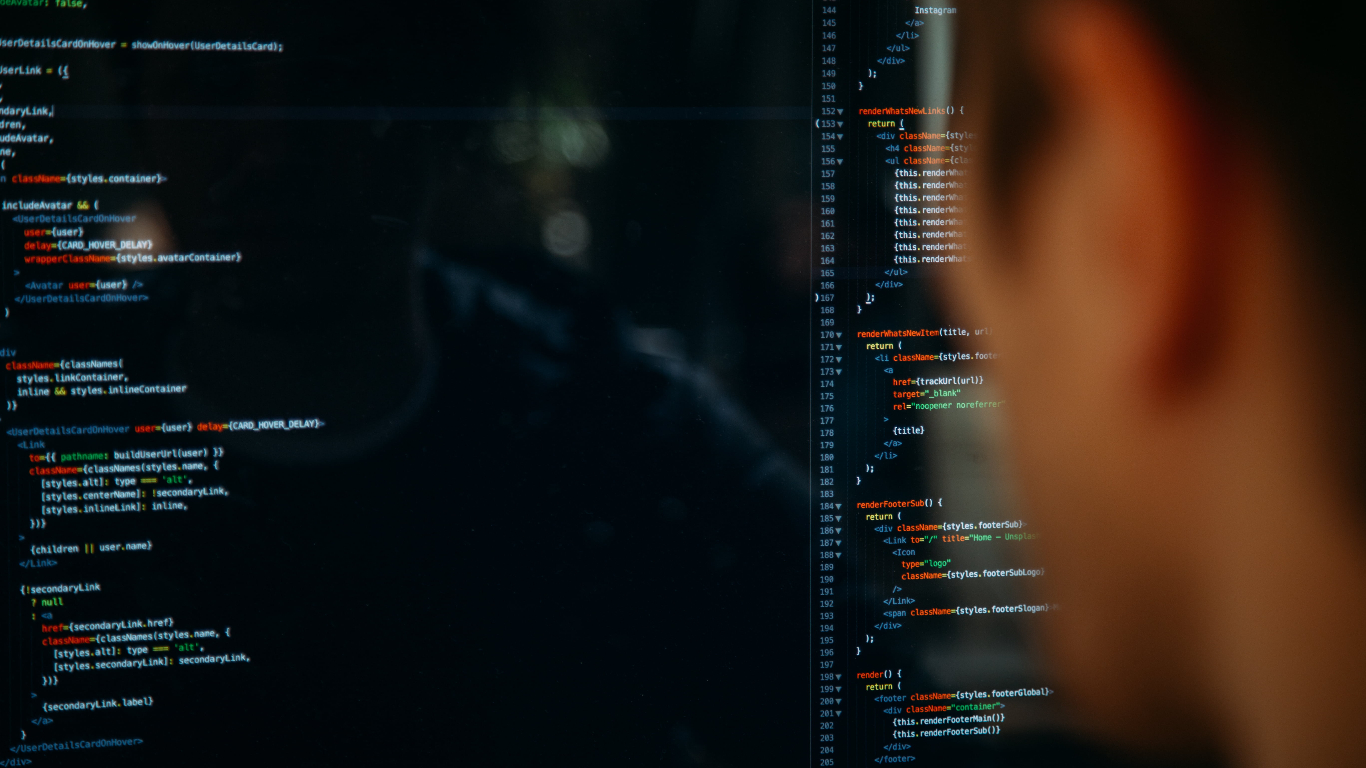 deAvatar: false,
UserDetailsCardOnHover = showOnHover(UserDetailsCard);
UserLink = ({
ndaryLink,
dren,
udeAvatar,
ne,
(
n className={styles.container}>
includeAvatar && (
<UserDetailsCardOnHover
user={user}
delay={CARD_HOVER_DELAY}
wrapperClassName={styles.avatarContainer}
>
<Avatar user={user} />
</UserDetailsCardOnHover>
)
div
className={classNames(
styles.linkContainer,
inline && styles.inlineContainer
)}
<UserDetailsCardOnHover user={user} delay={CARD_HOVER_DELAY}>
<Link
to={{ pathname: buildUserUrl(user) }}
className={classNames(styles.name, {
[styles.alt]: type === 'alt',
[styles.centerName]: !secondaryLink,
[styles.inlineLink]: inline,
})}
>
{children || user.name}
</Link>
{!secondaryLink
? null
: <a
href={secondaryLink.href}
className={classNames(styles.name, {
[styles.alt]: type === 'alt',
[styles.secondaryLink]: secondaryLink,
})}
>
{secondaryLink.label}
</a>
}
</UserDetailsCardOnHover>
</div>
144 Instagram
145 </a>
146 </li>
147 </ul>
148 </div>
149 );
150 }
151
152 renderWhatsNewLinks() {
153 return (
154 <div className={style
155 <h4 className={sty
156 <ul className={cla
157 {this.renderWha
158 {this.renderWha
159 {this.renderWha
160 {this.renderWha
161 {this.renderWha
162 {this.renderWha
163 {this.renderWhat
164 {this.renderWha
165 </ul>
166 </div>
167 );
168 }
169
170 renderWhatsNewItem(title, url
171 return (
172 <li className={styles.foote
173 <a
174 href={trackUrl(url)}
175 target="_blank"
176 rel="noopener noreferrer"
177 >
178 {title}
179 </a>
180 </li>
181 );
182 }
183
184 renderFooterSub() {
185 return (
186 <div className={styles.footerSub}>
187 <Link to="/" title="Home – Unsplas
188 <Icon
189 type="logo"
190 className={styles.footerSubLogo}
191 />
192 </Link>
193 <span className={styles.footerSlogan}
194 </div>
195 );
196 }
197
198 render() {
199 return (
200 <footer className={styles.footerGlobal}>
201 <div className="container">
202 {this.renderFooterMain()}
203 {this.renderFooterSub()}
204 </div>
205 </footer>